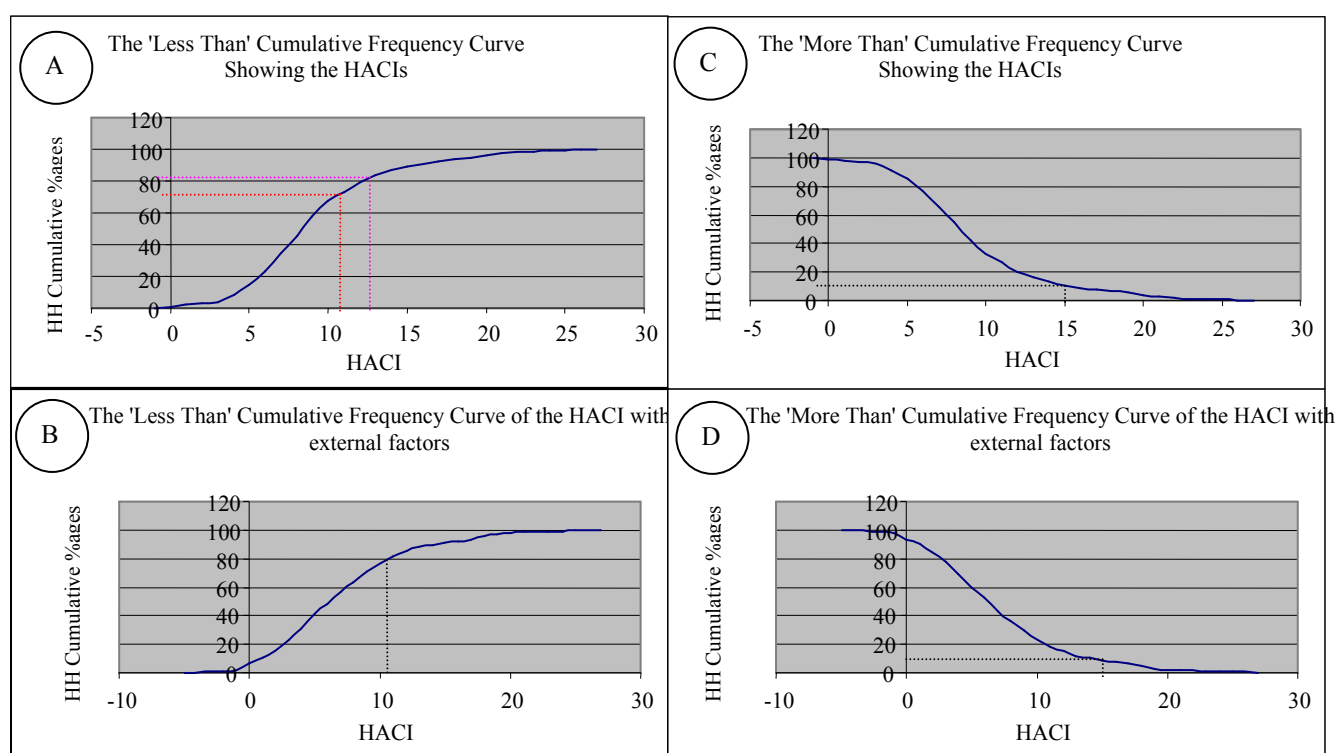 A
The 'Less Than' Cumulative Frequency Curve
Showing the HACIs
HH Cumulative %ages
120
100
80
60
40
20
0
-5 0 5 10 15 20 25 30
HACI
C
The 'More Than' Cumulative Frequency Curve
Showing the HACIs
HH Cumulative %ages
120
100
80
60
40
20
0
-5 0 5 10 15 20 25 30
HACI
B
The 'Less Than' Cumulative Frequency Curve of the HACI with
external factors
HH Cumulative %ages
120
100
80
60
40
20
0
-10 0 10 20 30
HACI
D
The 'More Than' Cumulative Frequency Curve of the HACI with
external factors
HH Cumulative %ages
120
100
80
60
40
20
0
-10 0 10 20 30
HACI